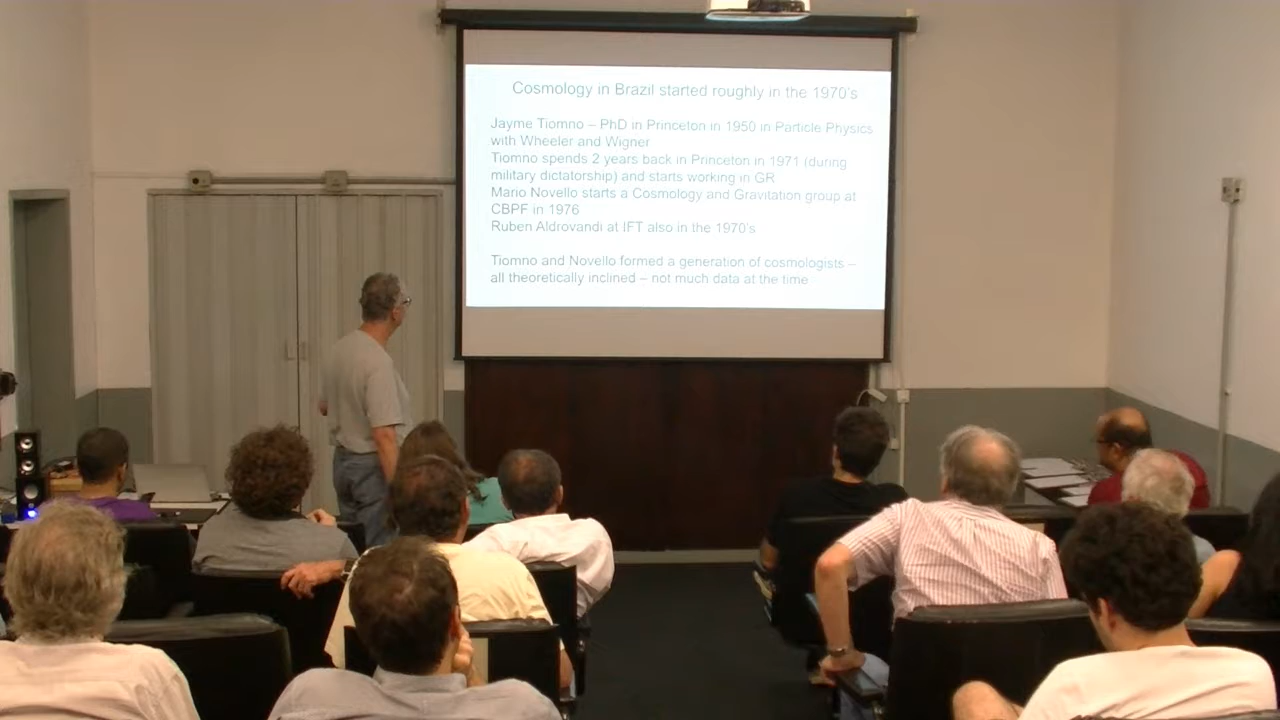 Cosmology in Brazil started roughly in the 1970's
Jayme Tiomno – PhD in Princeton in 1950 in Particle Physics
with Wheeler and Wigner
Tiomno spends 2 years back in Princeton in 1971 (during
military dictatorship) and starts working in GR
Mario Novello starts a Cosmology and Gravitation group at
CBPF in 1976
Ruben Aldrovandi at IFT also in the 1970's
Tiomno and Novello formed a generation of cosmologists –
all theoretically inclined – not much data at the time